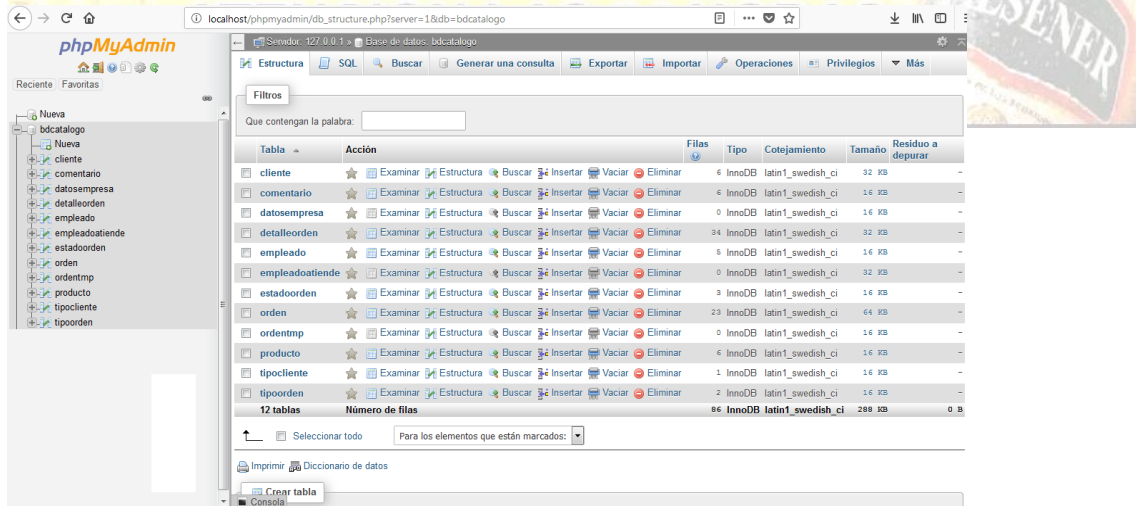 localhost/phpmyadmin/db_structure.php?server=1&db=bdcatalogo
phpMyAdmin
Reciente Favoritas
Nueva
bdcatalogo
Nueva
cliente
comentario
datosempresa
detalleorden
empleado
empleadoatiende
estadoorden
orden
ordentmp
producto
tipocliente
tipoorden
Servidor: 127.0.0.1 » Base de datos: bdcatalogo
Estructura SQL Buscar Generar una consulta Exportar Importar Operaciones Privilegios Más
Filtros
Que contengan la palabra:
Tabla Acción Filas Tipo Cotejamiento Tamaño Residuo a depurar
cliente Examinar Estructura Buscar Insertar Vaciar Eliminar 6 InnoDB latin1_swedish_ci 32 KB -
comentario Examinar Estructura Buscar Insertar Vaciar Eliminar 6 InnoDB latin1_swedish_ci 16 KB -
datosempresa Examinar Estructura Buscar Insertar Vaciar Eliminar 0 InnoDB latin1_swedish_ci 16 KB -
detalleorden Examinar Estructura Buscar Insertar Vaciar Eliminar 34 InnoDB latin1_swedish_ci 32 KB -
empleado Examinar Estructura Buscar Insertar Vaciar Eliminar 5 InnoDB latin1_swedish_ci 16 KB -
empleadoatiende Examinar Estructura Buscar Insertar Vaciar Eliminar 0 InnoDB latin1_swedish_ci 32 KB -
estadoorden Examinar Estructura Buscar Insertar Vaciar Eliminar 3 InnoDB latin1_swedish_ci 16 KB -
orden Examinar Estructura Buscar Insertar Vaciar Eliminar 23 InnoDB latin1_swedish_ci 64 KB -
ordentmp Examinar Estructura Buscar Insertar Vaciar Eliminar 0 InnoDB latin1_swedish_ci 16 KB -
producto Examinar Estructura Buscar Insertar Vaciar Eliminar 6 InnoDB latin1_swedish_ci 16 KB -
tipocliente Examinar Estructura Buscar Insertar Vaciar Eliminar 1 InnoDB latin1_swedish_ci 16 KB -
tipoorden Examinar Estructura Buscar Insertar Vaciar Eliminar 2 InnoDB latin1_swedish_ci 16 KB -
12 tablas Número de filas 86 InnoDB latin1_swedish_ci 288 KB 0 B
Seleccionar todo Para los elementos que están marcados:
Imprimir Diccionario de datos
Crear tabla
Consola